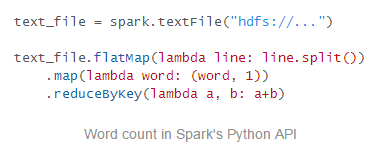 text_file = spark.textFile("hdfs://...")
text_file.flatMap(lambda line: line.split())
.map(lambda word: (word, 1))
.reduceByKey(lambda a, b: a+b)
Word count in Spark's Python API